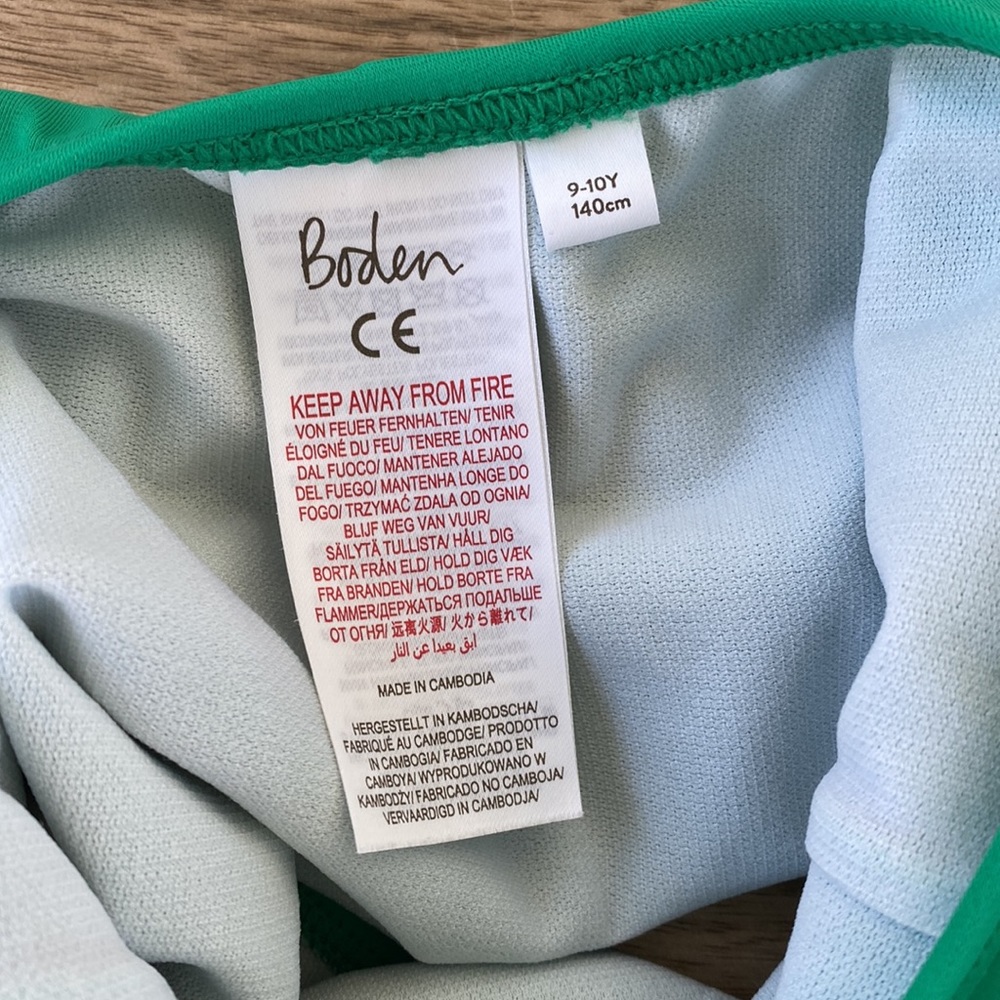 Boden
CE
KEEP AWAY FROM FIRE
VON FEUER FERNHALTEN/ TENIR
ÉLOIGNÉ DU FEU/ TENERE LONTANO
DAL FUOCO/ MANTENER ALEJADO
DEL FUEGO/ MANTENHA LONGE DO
FOGO/ TRZYMAĆ ZDALA OD OGNIA/
BLIJF WEG VAN VUUR/
SÄILYTÄ TULLISTA/ HÅLL DIG
BORTA FRÅN ELD/ HOLD DIG VÆK
FRA BRANDEN/ HOLD BORTE FRA
FLAMMER/ДЕРЖАТЬСЯ ПОДАЛЬШЕ
ОТ ОГНЯ/ 远离火源/ 火から離れて/
ابق بعيدا عن النار
MADE IN CAMBODIA
HERGESTELLT IN KAMBODSCHA/
FABRIQUÉ AU CAMBODGE/ PRODOTTO
IN CAMBOGIA/ FABRICADO EN
CAMBOYA/ WYPRODUKOWANO W
KAMBODŻY/ FABRICADO NO CAMBOJA/
VERVAARDIGD IN CAMBODJA/
9-10Y
140cm